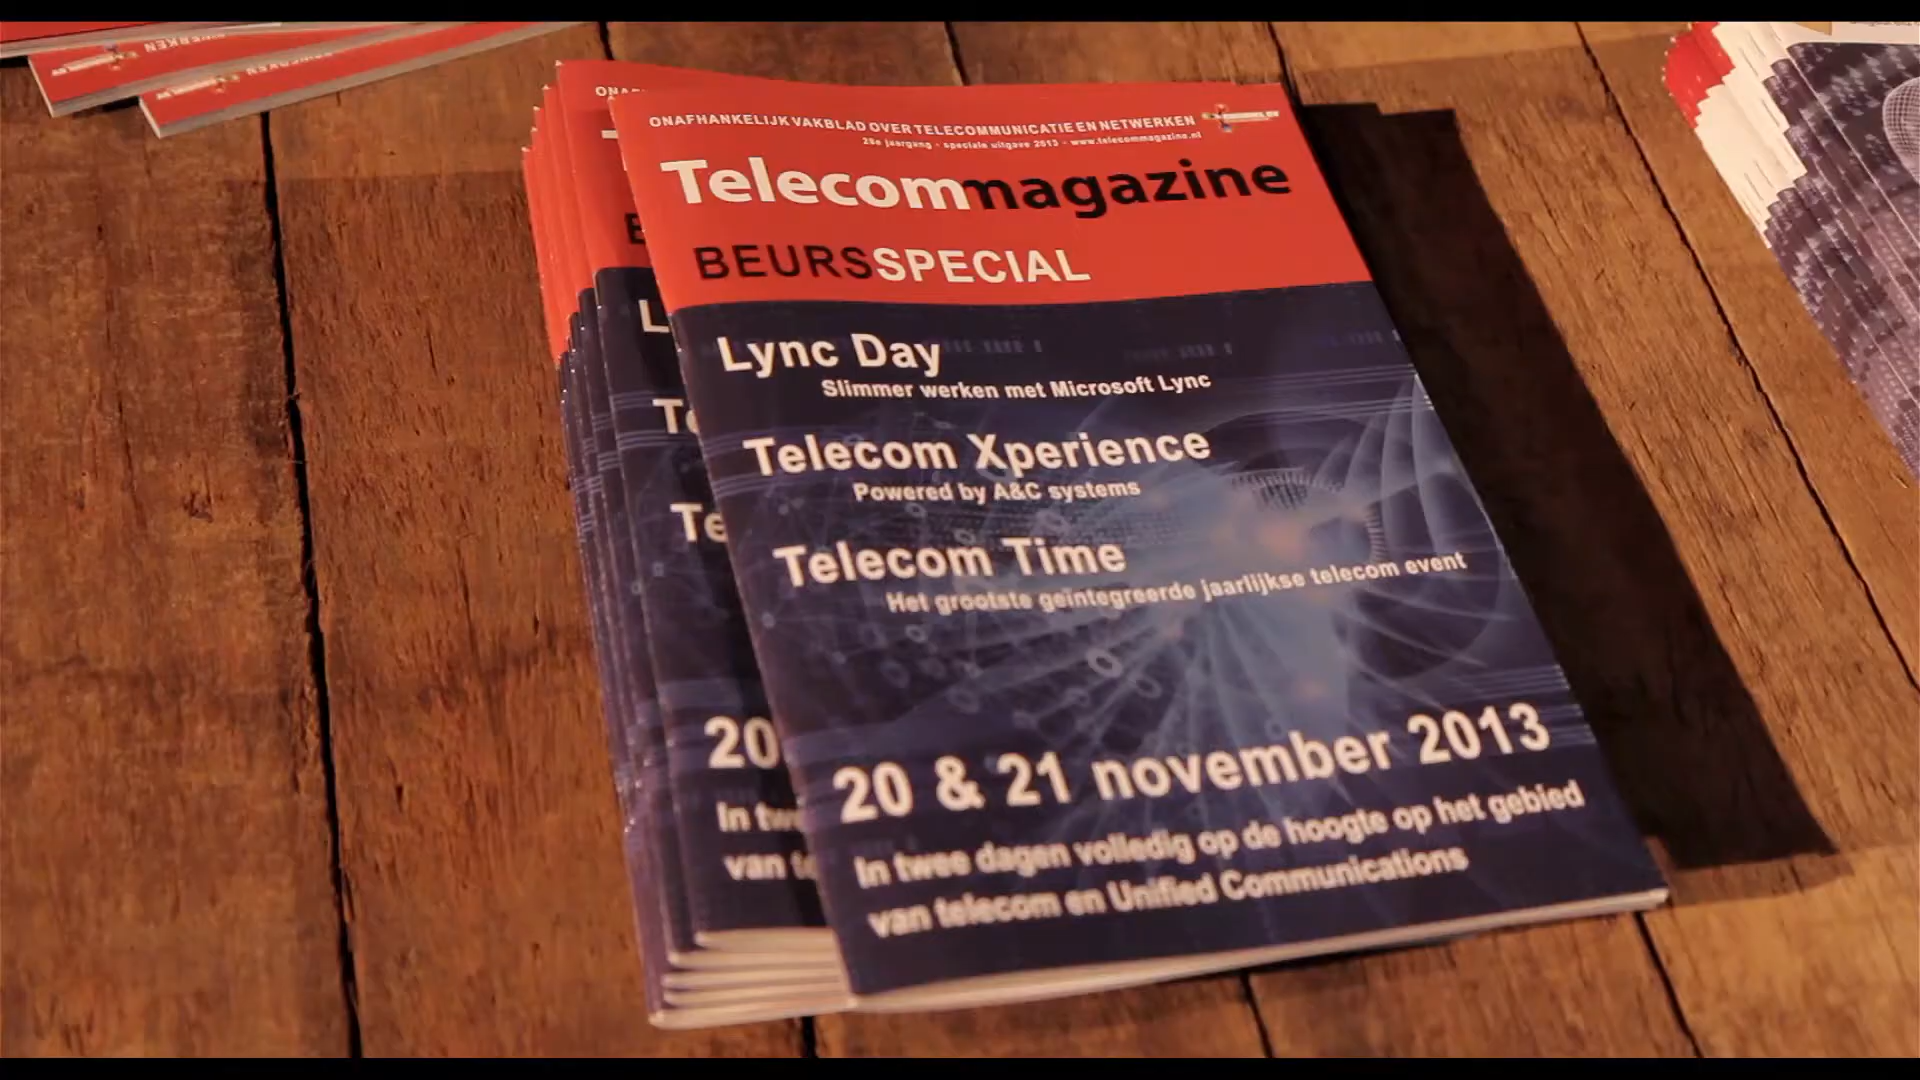 ONAFHANKELIJK VAKBLAD OVER TELECOMMUNICATIE EN NETWERKEN
28e jaargang - speciale uitgave 2013 - www.telecommagazine.nl
Telecommagazine
BEURSSPECIAL
Lync Day
Slimmer werken met Microsoft Lync
Telecom Xperience
Powered by A&C systems
Telecom Time
Het grootste geïntegreerde jaarlijkse telecom event
20 & 21 november 2013
In twee dagen volledig op de hoogte op het gebied
van telecom en Unified Communications